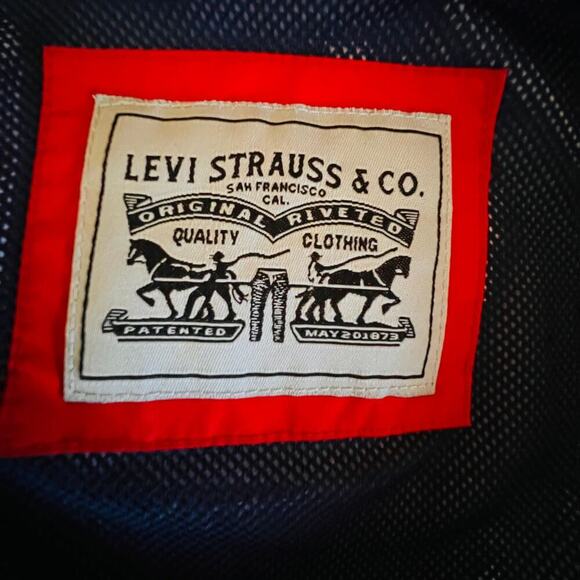 LEVI STRAUSS & CO.
SAN FRANCISCO
CAL.
ORIGINAL RIVETED
QUALITY CLOTHING
PATENTED MAY 20 1873